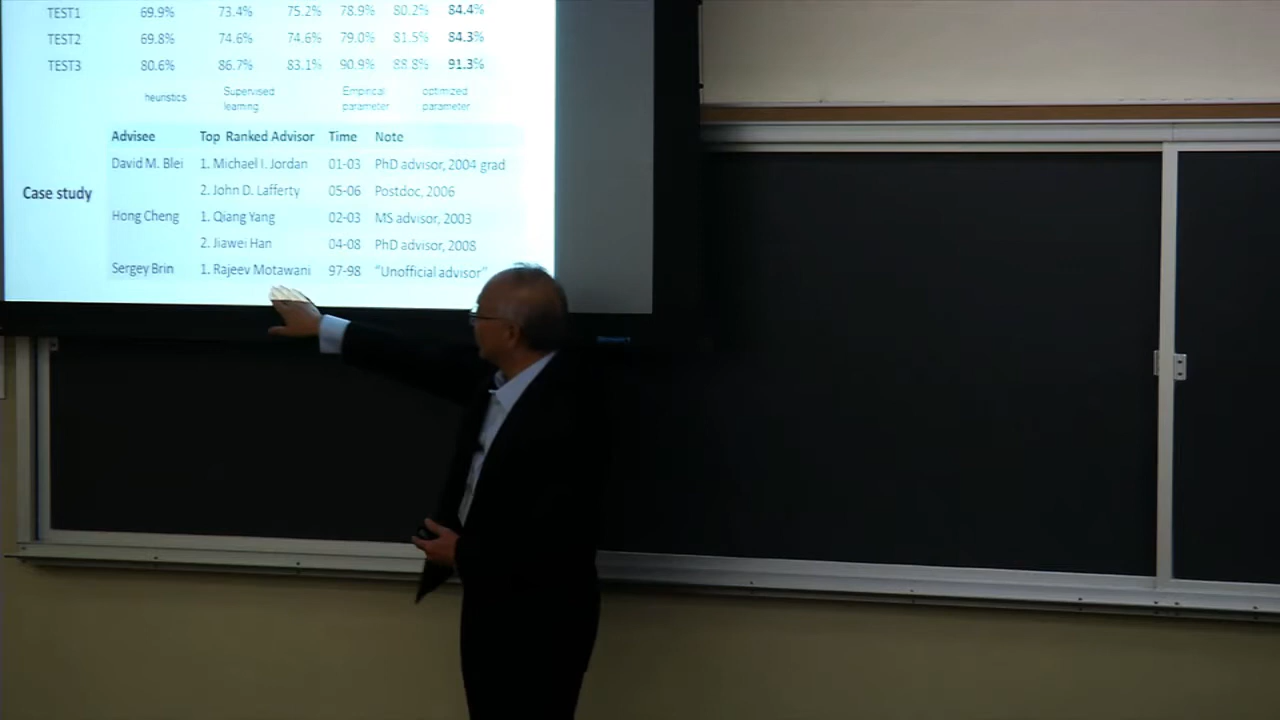 TEST1 69.9% 73.4% 75.2% 78.9% 80.2% 84.4%
TEST2 69.8% 74.6% 74.6% 79.0% 81.5% 84.3%
TEST3 80.6% 86.7% 83.1% 90.9% 88.8% 91.3%
heuristics Supervised learning Empirical parameter optimized parameter
Advisee Top Ranked Advisor Time Note
David M. Blei 1. Michael I. Jordan 01-03 PhD advisor, 2004 grad
Case study 2. John D. Lafferty 05-06 Postdoc, 2006
Hong Cheng 1. Qiang Yang 02-03 MS advisor, 2003
2. Jiawei Han 04-08 PhD advisor, 2008
Sergey Brin 1. Rajeev Motawani 97-98 "Unofficial advisor"